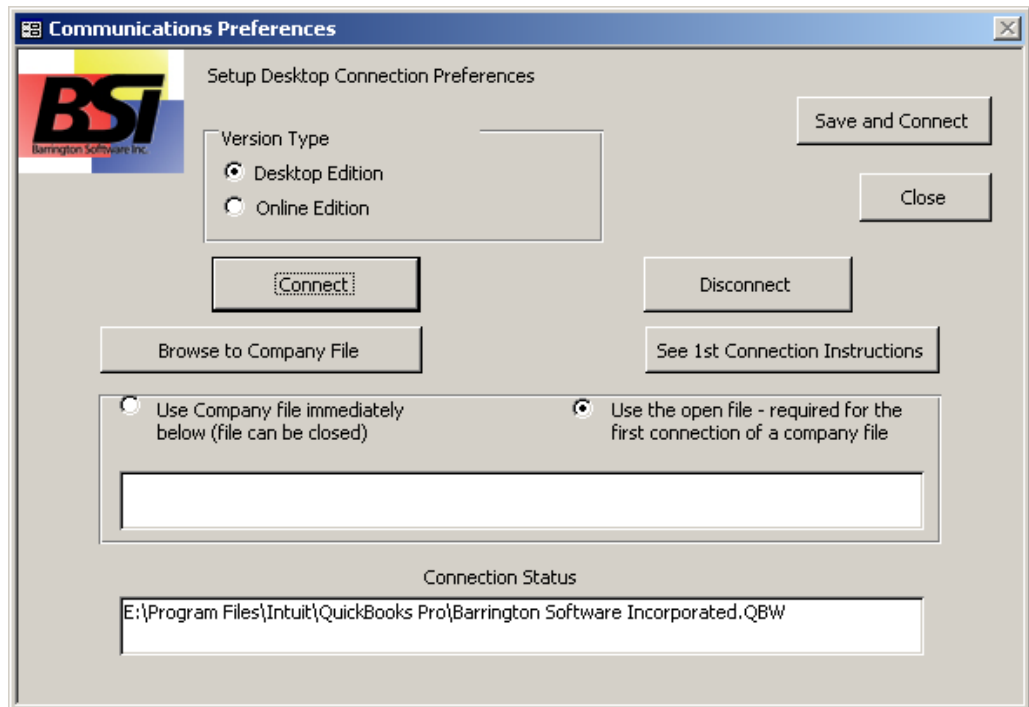 Communications Preferences
BSi
Barrington Software Inc.
Setup Desktop Connection Preferences
Save and Connect
Version Type
Desktop Edition
Online Edition
Close
Connect
Disconnect
Browse to Company File
See 1st Connection Instructions
Use Company file immediately
below (file can be closed)
Use the open file - required for the
first connection of a company file
Connection Status
E:\Program Files\Intuit\QuickBooks Pro\Barrington Software Incorporated.QBW